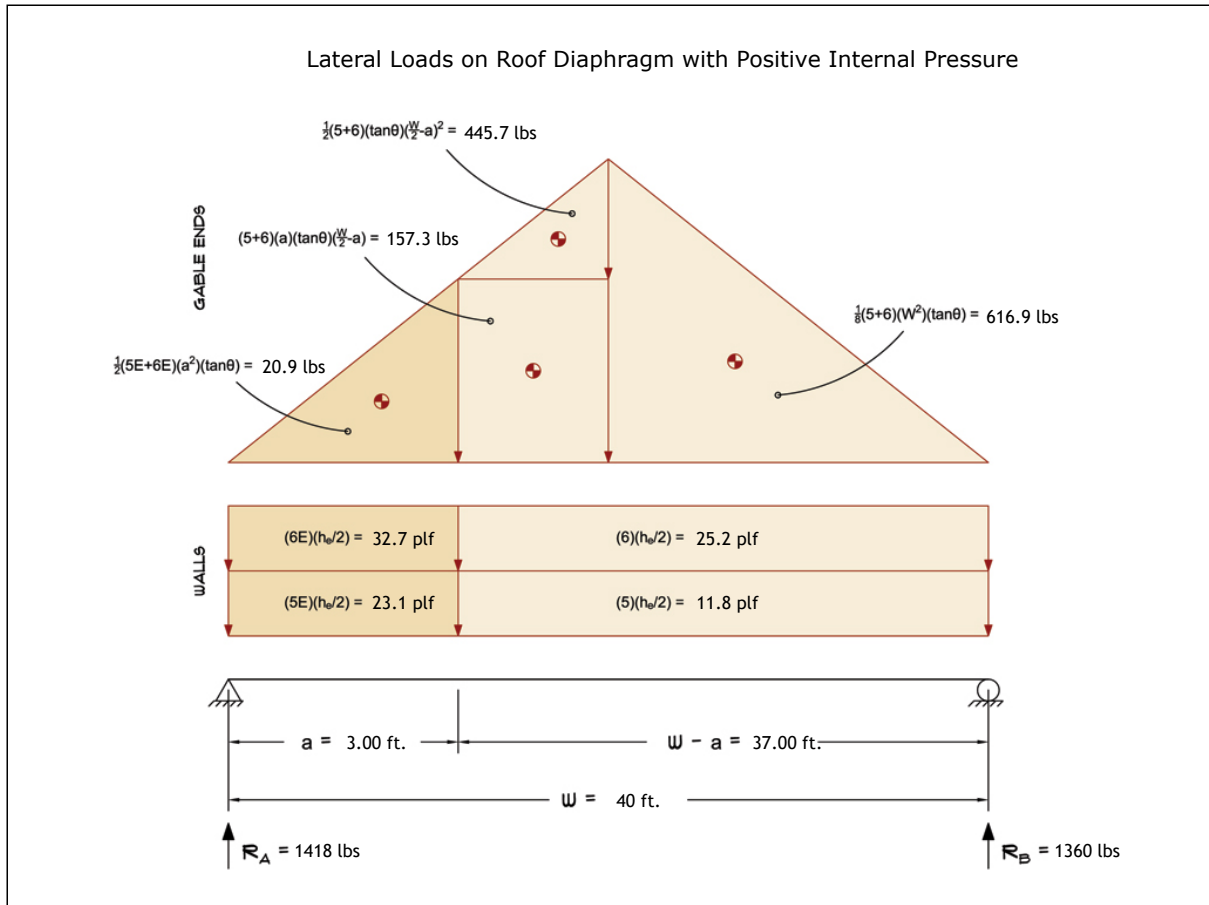 Lateral Loads on Roof Diaphragm with Positive Internal Pressure
½(5+6)(tanθ)(W/2-a)² = 445.7 lbs
GABLE ENDS
(5+6)(a)(tanθ)(W/2-a) = 157.3 lbs
⅛(5+6)(W²)(tanθ) = 616.9 lbs
½(5E+6E)(a²)(tanθ) = 20.9 lbs
WALLS
(6E)(hₑ/2) = 32.7 plf
(6)(hₑ/2) = 25.2 plf
(5E)(hₑ/2) = 23.1 plf
(5)(hₑ/2) = 11.8 plf
a = 3.00 ft.
W - a = 37.00 ft.
W = 40 ft.
R_A = 1418 lbs
R_B = 1360 lbs